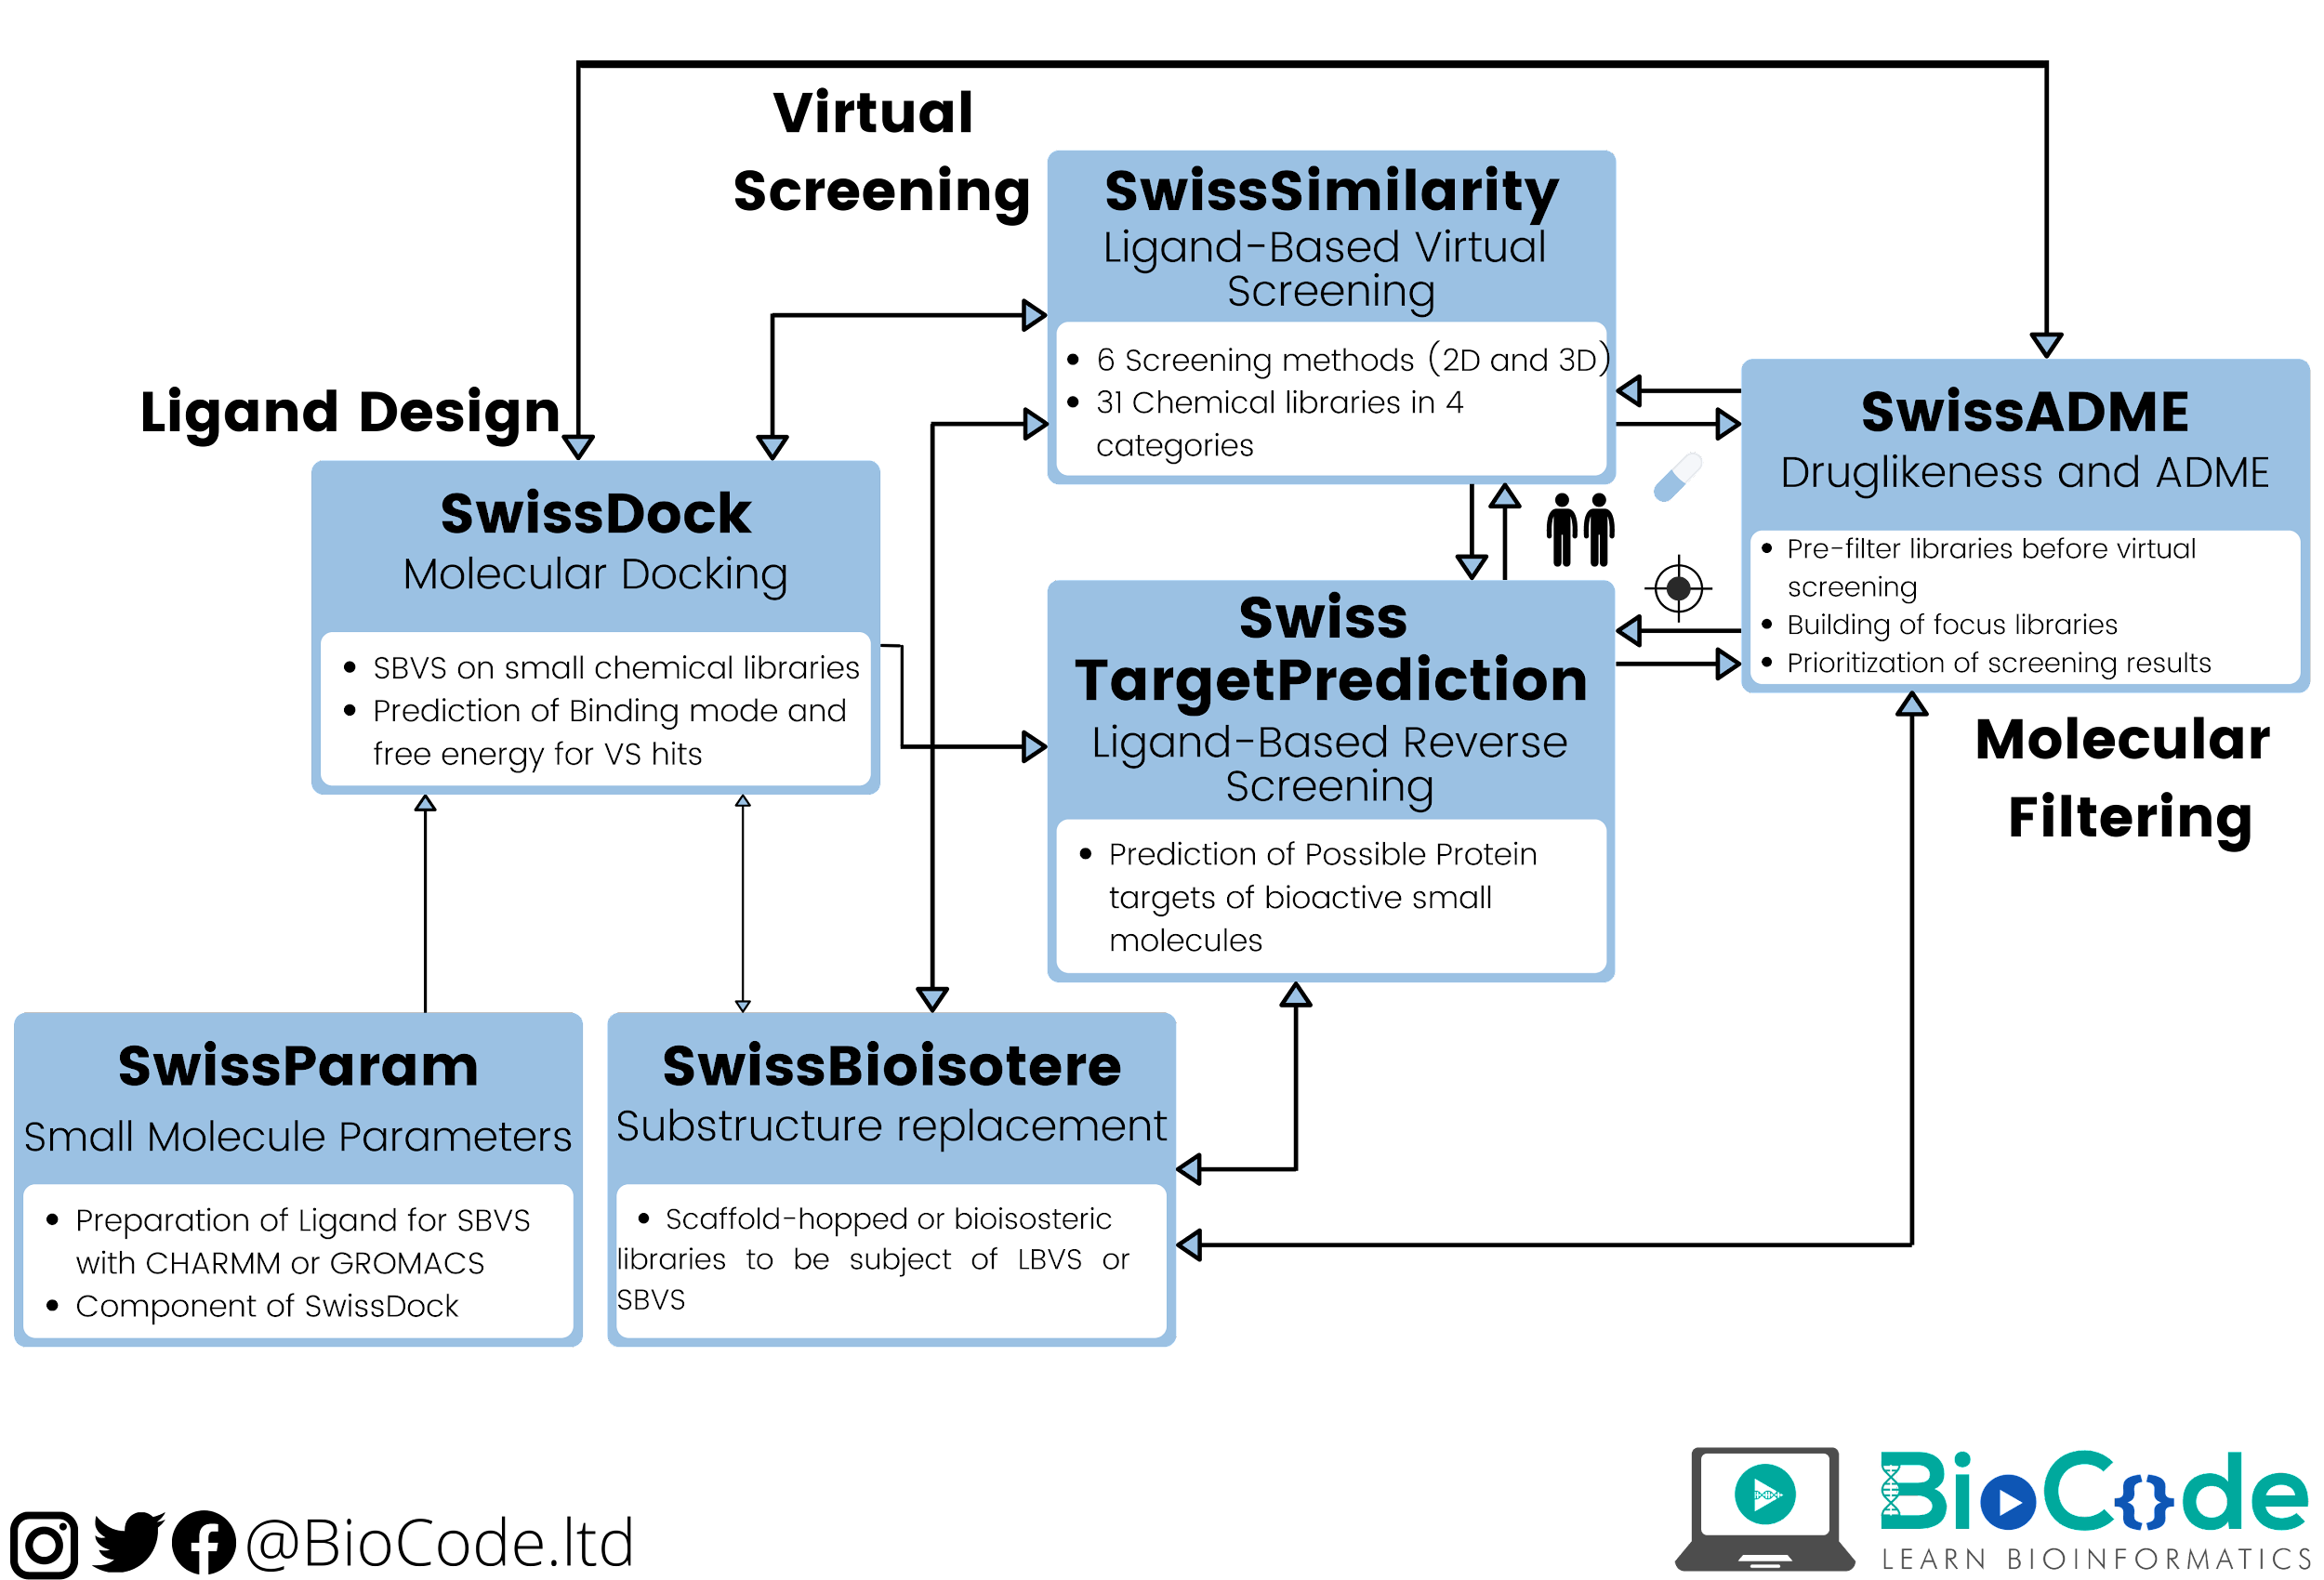 Virtual
Screening
SwissSimilarity
Ligand-Based Virtual
Screening
• 6 Screening methods (2D and 3D)
• 31 Chemical libraries in 4
categories
Ligand Design
SwissDock
Molecular Docking
• SBVS on small chemical libraries
• Prediction of Binding mode and
free energy for VS hits
SwissADME
Druglikeness and ADME
• Pre-filter libraries before virtual
screening
• Building of focus libraries
• Prioritization of screening results
Swiss
TargetPrediction
Ligand-Based Reverse
Screening
• Prediction of Possible Protein
targets of bioactive small
molecules
Molecular
Filtering
SwissParam
Small Molecule Parameters
• Preparation of Ligand for SBVS
with CHARMM or GROMACS
• Component of SwissDock
SwissBioisotere
Substructure replacement
• Scaffold-hopped or bioisosteric
libraries to be subject of LBVS or
SBVS
@BioCode.ltd
BioCode
LEARN BIOINFORMATICS